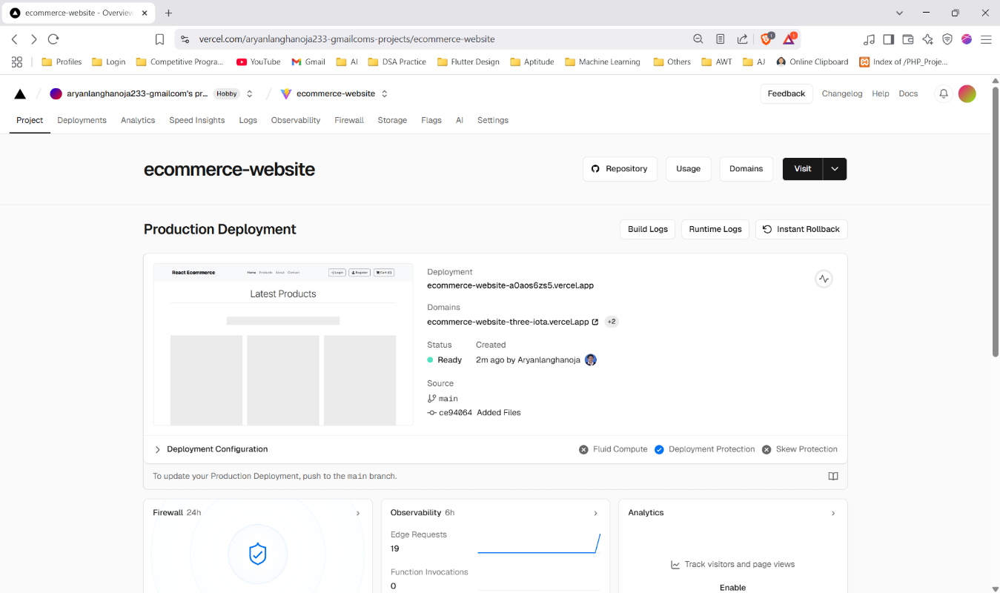 ecommerce-website - Overview
vercel.com/aryanlanghanoja233-gmailcoms-projects/ecommerce-website
1
1
Profiles Login Competitive Progra... YouTube Gmail AI DSA Practice Flutter Design Aptitude Machine Learning Others AWT AJ Online Clipboard Index of /PHP_Proje...
aryanlanghanoja233-gmailcom's pr... Hobby / ecommerce-website Feedback Changelog Help Docs
Project Deployments Analytics Speed Insights Logs Observability Firewall Storage Flags AI Settings
ecommerce-website
Repository Usage Domains Visit
Production Deployment
Build Logs Runtime Logs Instant Rollback
React Ecommerce Home Products About Contact Login Register Cart (0)
Latest Products
Deployment
ecommerce-website-a0aos6zs5.vercel.app
Domains
ecommerce-website-three-iota.vercel.app +2
Status Created
Ready 2m ago by Aryanlanghanoja
Source
main
ce94064 Added Files
Deployment Configuration Fluid Compute Deployment Protection Skew Protection
To update your Production Deployment, push to the main branch.
Firewall 24h
Observability 6h
Edge Requests
19
Function Invocations
0
Analytics
Track visitors and page views
Enable